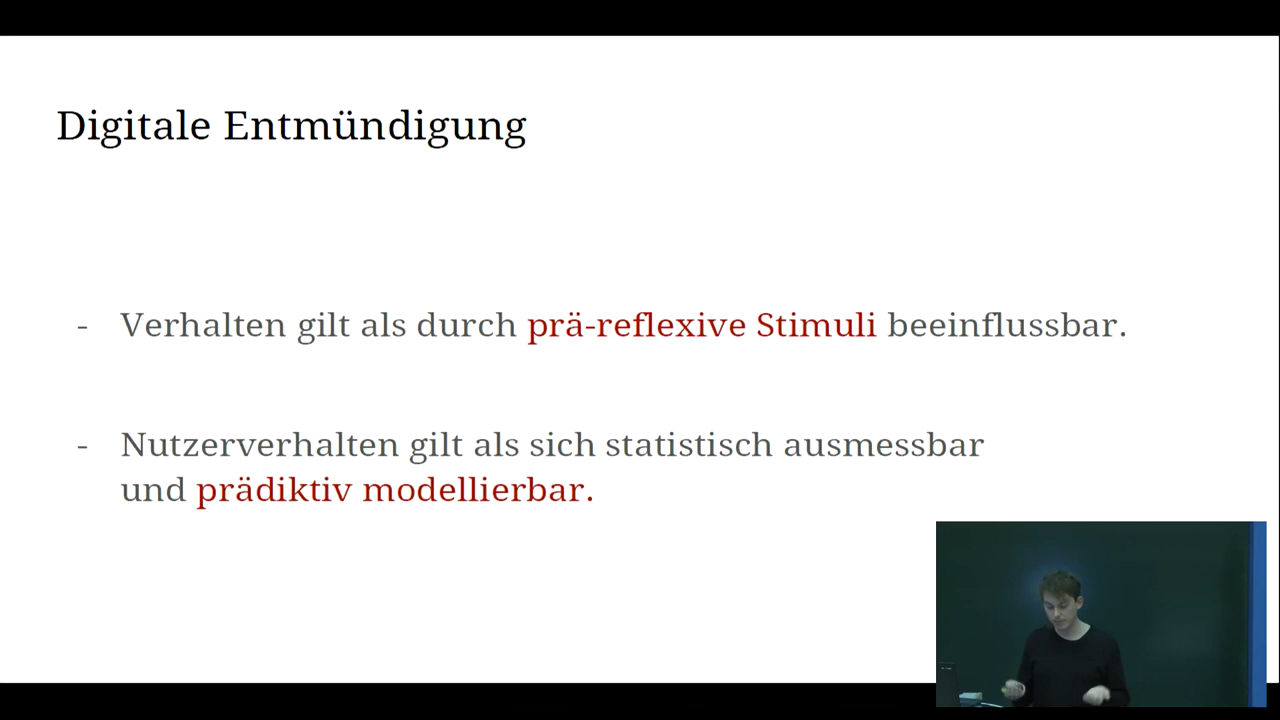 Digitale Entmündigung
- Verhalten gilt als durch prä-reflexive Stimuli beeinflussbar.
- Nutzerverhalten gilt als sich statistisch ausmessbar
und prädiktiv modellierbar.